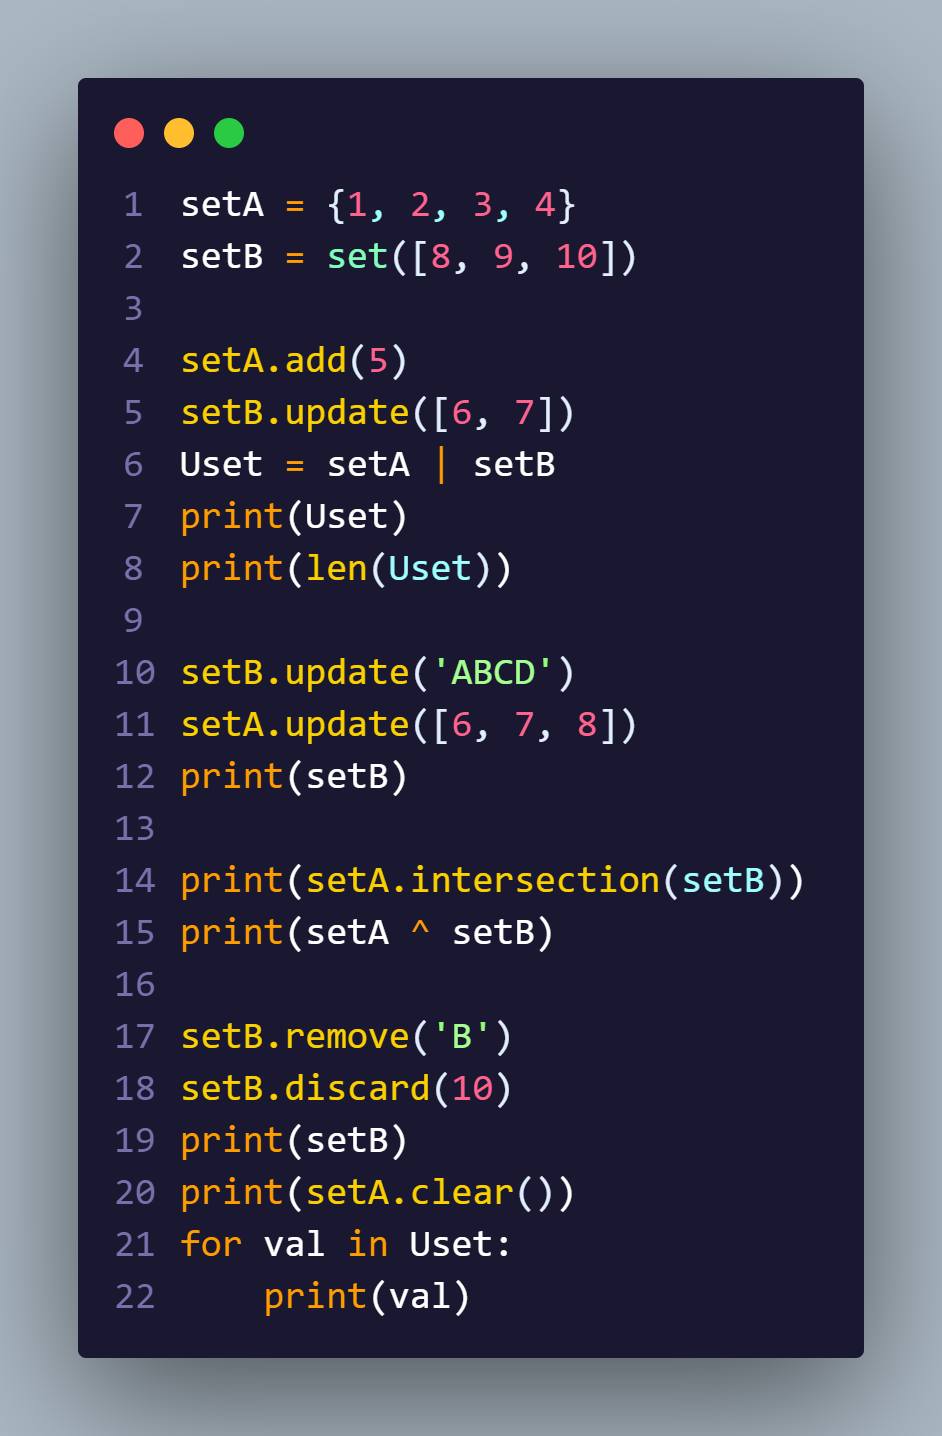 1 setA = {1, 2, 3, 4}
2 setB = set([8, 9, 10])
3
4 setA.add(5)
5 setB.update([6, 7])
6 Uset = setA | setB
7 print(Uset)
8 print(len(Uset))
9
10 setB.update('ABCD')
11 setA.update([6, 7, 8])
12 print(setB)
13
14 print(setA.intersection(setB))
15 print(setA ^ setB)
16
17 setB.remove('B')
18 setB.discard(10)
19 print(setB)
20 print(setA.clear())
21 for val in Uset:
22     print(val)